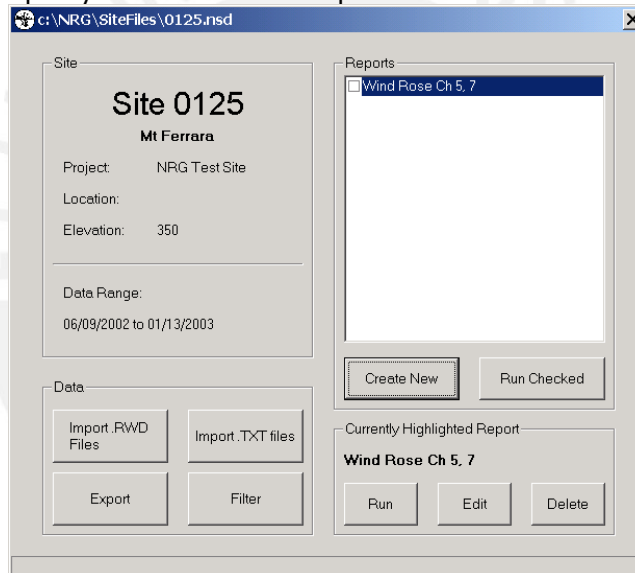 c:\NRG\SiteFiles\0125.nsd
Site
Site 0125
Mt Ferrara
Project: NRG Test Site
Location:
Elevation: 350
Data Range:
06/09/2002 to 01/13/2003
Data
Import .RWD
Files
Import .TXT files
Export
Filter
Reports
Wind Rose Ch 5, 7
Create New
Run Checked
Currently Highlighted Report
Wind Rose Ch 5, 7
Run
Edit
Delete